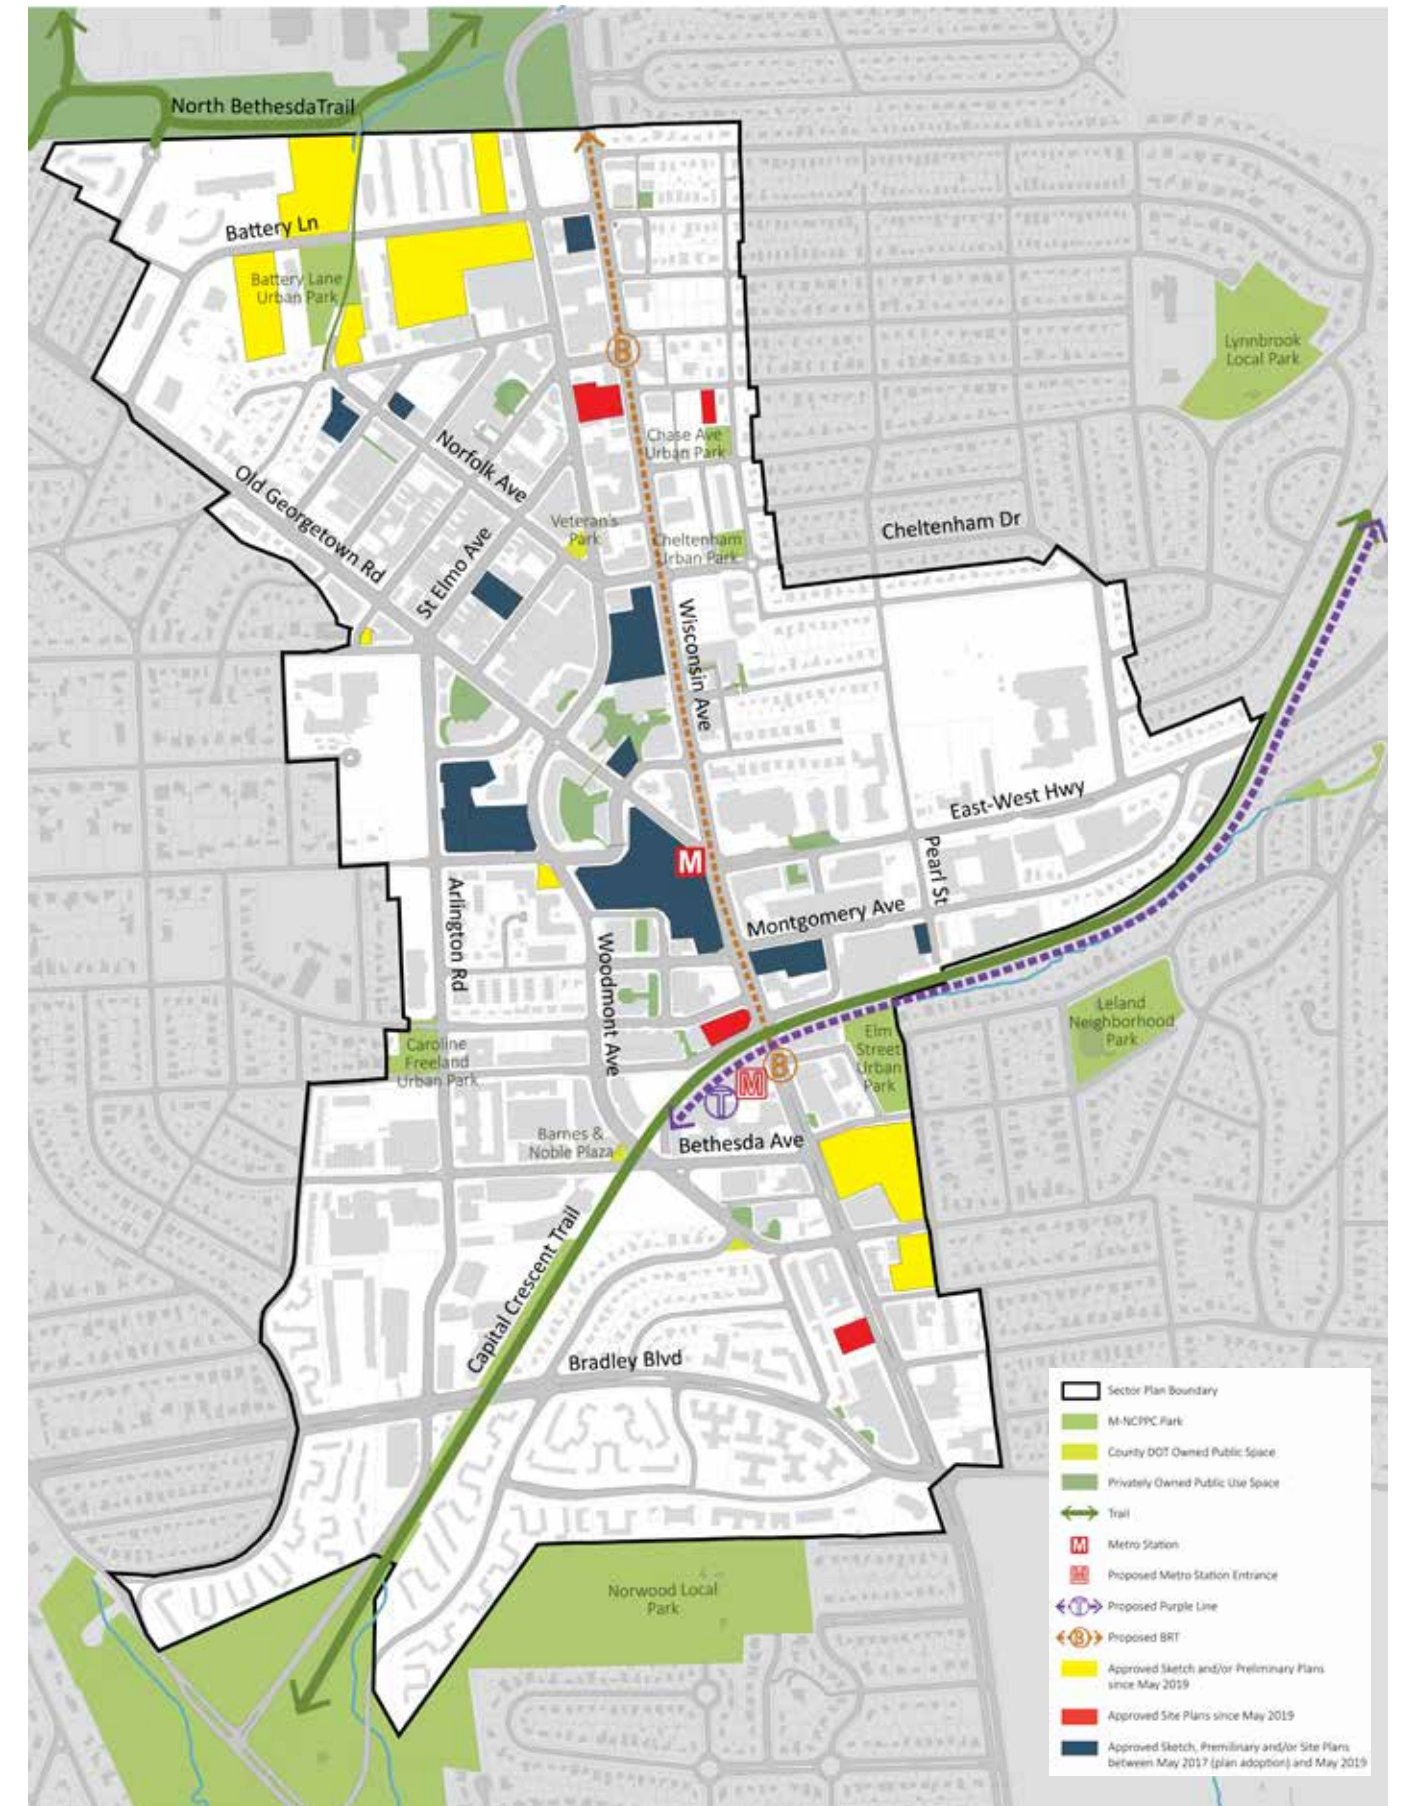 North BethesdaTrail
Battery Ln
Battery Lane
Urban Park
B
Lynnbrook
Local Park
Chase Ave
Urban Park
Norfolk Ave
Old Georgetown Rd
Veteran's
Park
Cheltenham
Urban Park
Cheltenham Dr
St Elmo Ave
Wisconsin Ave
East-West Hwy
M
Pearl St
Arlington Rd
Montgomery Ave
Woodmont Ave
Leland
Neighborhood
Park
Elm
Street
Urban
Park
Caroline
Freeland
Urban Park
B
M
T
Barnes &
Noble Plaza
Bethesda Ave
Capital Crescent Trail
Bradley Blvd
Norwood Local
Park
Sector Plan Boundary
M-NCPPC Park
County DOT Owned Public Space
Privately Owned Public Use Space
Trail
M Metro Station
M Proposed Metro Station Entrance
T Proposed Purple Line
B Proposed BRT
Approved Sketch and/or Preliminary Plans
since May 2019
Approved Site Plans since May 2019
Approved Sketch, Premilinary and/or Site Plans
between May 2017 (plan adoption) and May 2019